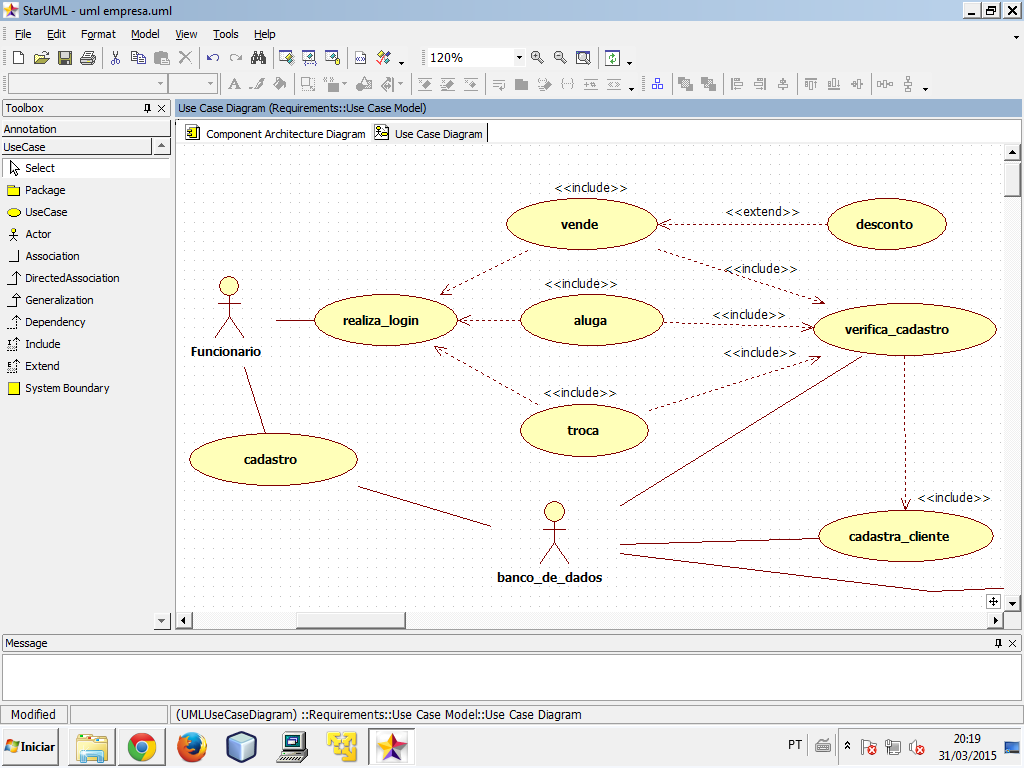 StarUML - uml empresa.uml
File Edit Format Model View Tools Help
120%
Toolbox
Annotation
UseCase
Select
Package
UseCase
Actor
Association
DirectedAssociation
Generalization
Dependency
Include
Extend
System Boundary
Use Case Diagram (Requirements::Use Case Model)
Component Architecture Diagram Use Case Diagram
<<include>>
vende
<<extend>>
desconto
<<include>>
<<include>>
Funcionario
realiza_login
aluga
<<include>>
verifica_cadastro
<<include>>
<<include>>
troca
cadastro
<<include>>
cadastra_cliente
banco_de_dados
Message
Modified
(UMLUseCaseDiagram) ::Requirements::Use Case Model::Use Case Diagram
Iniciar
PT
20:19
31/03/2015